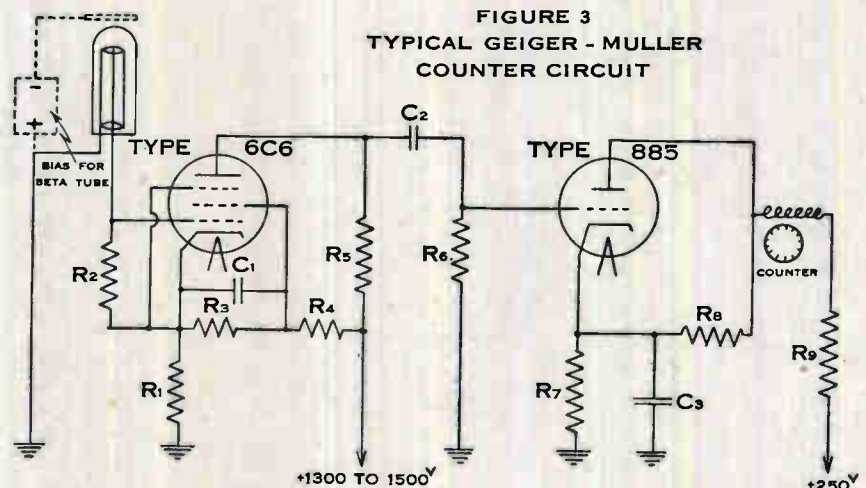 FIGURE 3
TYPICAL GEIGER - MULLER
COUNTER CIRCUIT
- 
+
BIAS FOR
BETA TUBE
TYPE 6C6
C2
TYPE 885
R2
C1
R3
R4
R5
R6
COUNTER
R8
R1
R7
C3
R9
+1300 TO 1500V
+250V